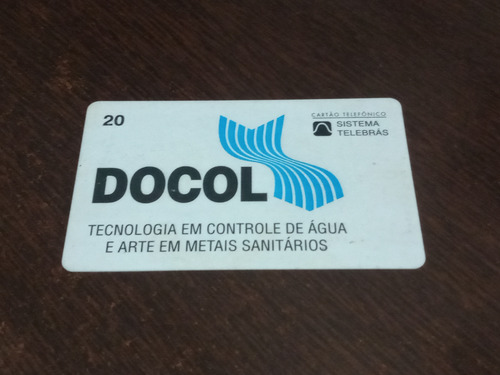 20
CARTÃO TELEFÔNICO
SISTEMA
TELEBRÁS
DOCOL
TECNOLOGIA EM CONTROLE DE ÁGUA
E ARTE EM METAIS SANITÁRIOS